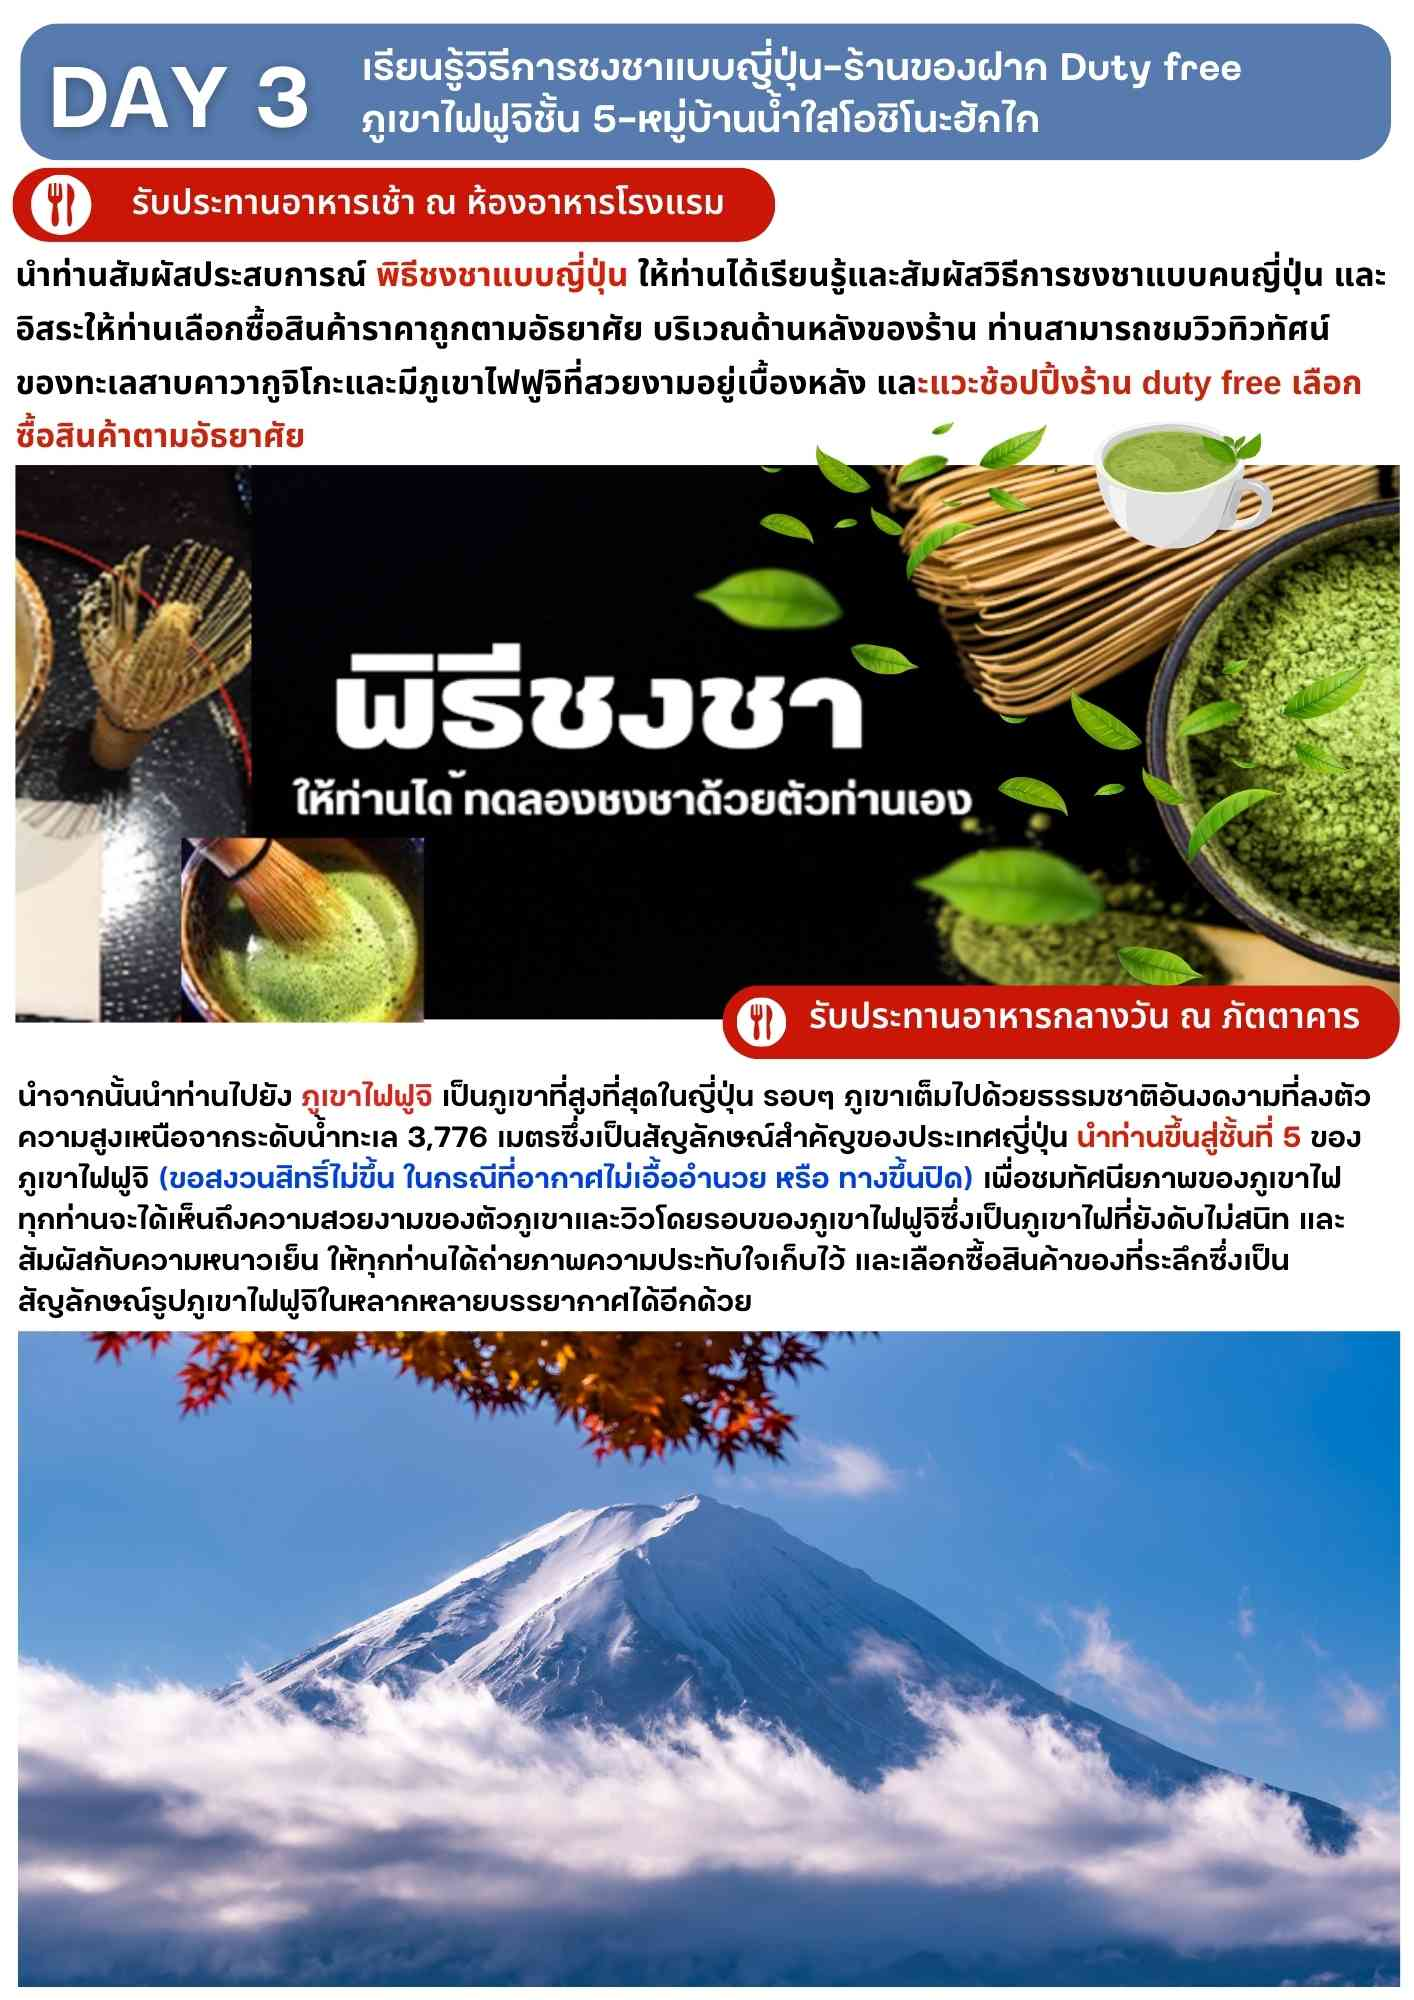 DAY 3
เรียนรู้วิธีการชงชาแบบญี่ปุ่น-ร้านของฝาก Duty free
ภูเขาไฟฟูจิชั้น 5-หมู่บ้านน้ำใสโอชิโนะฮักไก
รับประทานอาหารเช้า ณ ห้องอาหารโรงแรม
นำท่านสัมผัสประสบการณ์ พิธีชงชาแบบญี่ปุ่น ให้ท่านได้เรียนรู้และสัมผัสวิธีการชงชาแบบคนญี่ปุ่น และ
อิสระให้ท่านเลือกซื้อสินค้าราคาถูกตามอัธยาศัย บริเวณด้านหลังของร้าน ท่านสามารถชมวิวทิวทัศน์
ของทะเลสาบคาวากูจิโกะและมีภูเขาไฟฟูจิที่สวยงามอยู่เบื้องหลัง และแวะช้อปปิ้งร้าน duty free เลือก
ซื้อสินค้าตามอัธยาศัย
พิธีชงชา
ให้ท่านได้ทดลองชงชาด้วยตัวท่านเอง
รับประทานอาหารกลางวัน ณ ภัตตาคาร
นำจากนั้นนำท่านไปยัง ภูเขาไฟฟูจิ เป็นภูเขาที่สูงที่สุดในญี่ปุ่น รอบๆ ภูเขาเต็มไปด้วยธรรมชาติอันงดงามที่ลงตัว
ความสูงเหนือจากระดับน้ำทะเล 3,776 เมตรซึ่งเป็นสัญลักษณ์สำคัญของประเทศญี่ปุ่น นำท่านขึ้นสู่ชั้นที่ 5 ของ
ภูเขาไฟฟูจิ (ขอสงวนสิทธิ์ไม่ขึ้น ในกรณีที่อากาศไม่เอื้ออำนวย หรือ ทางขึ้นปิด) เพื่อชมทัศนียภาพของภูเขาไฟ
ทุกท่านจะได้เห็นถึงความสวยงามของตัวภูเขาและวิวโดยรอบของภูเขาไฟฟูจิซึ่งเป็นภูเขาไฟที่ยังดับไม่สนิท และ
สัมผัสกับความหนาวเย็น ให้ทุกท่านได้ถ่ายภาพความประทับใจเก็บไว้ และเลือกซื้อสินค้าของที่ระลึกซึ่งเป็น
สัญลักษณ์รูปภูเขาไฟฟูจิในหลากหลายบรรยากาศได้อีกด้วย